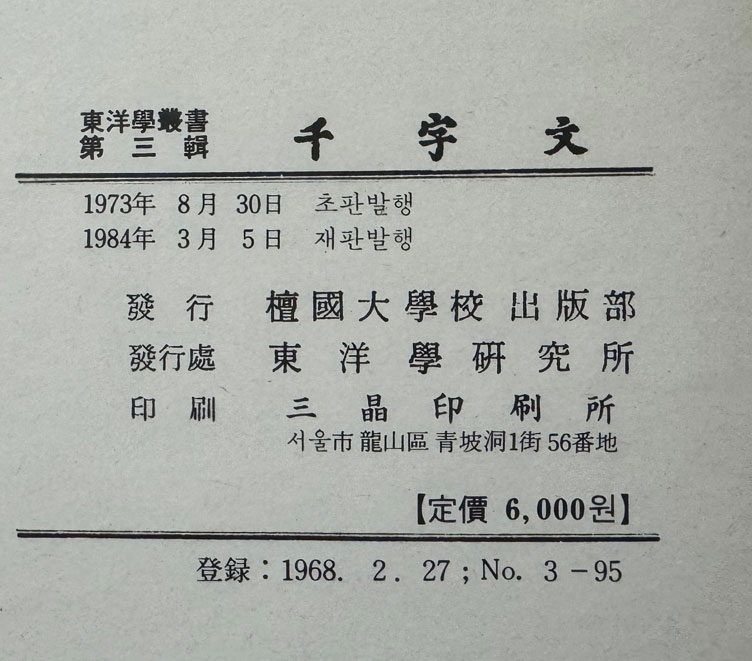 東洋學叢書
第三輯
千字文
1973年 8月 30日 초판발행
1984年 3月 5日 재판발행
發行 檀國大學校 出版部
發行處 東洋學硏究所
印刷 三晶印刷所
서울市 龍山區 靑坡洞1街 56番地
【定價 6,000원】
登録 : 1968. 2. 27 ; No. 3－95